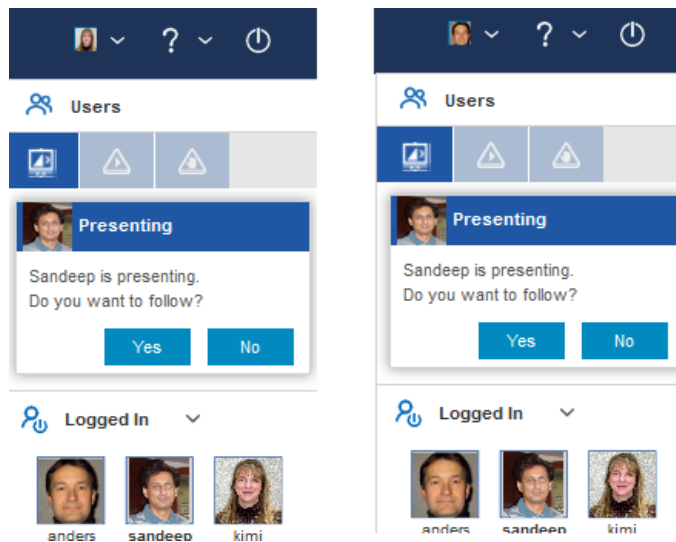 ?
Users
Presenting
Sandeep is presenting.
Do you want to follow?
Yes No
Logged In
anders sandeep kimi
?
Users
Presenting
Sandeep is presenting.
Do you want to follow?
Yes No
Logged In
anders sandeep kimi